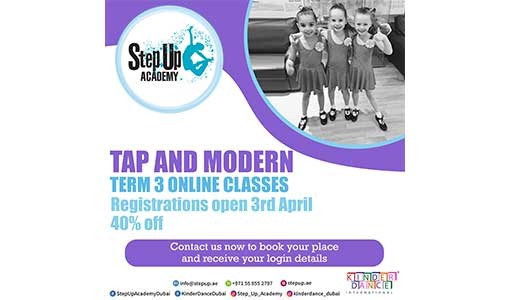 Step Up
ACADEMY
TAP AND MODERN
TERM 3 ONLINE CLASSES
Registrations open 3rd April
40% off
Contact us now to book your place
and receive your login details
info@stepup.ae +971 55 855 2797 stepup.ae
StepUpAcademyDubai KinderDanceDubai Step_Up_Academy kinderdance_dubai
KINDER
DANCE
INTERNATIONAL